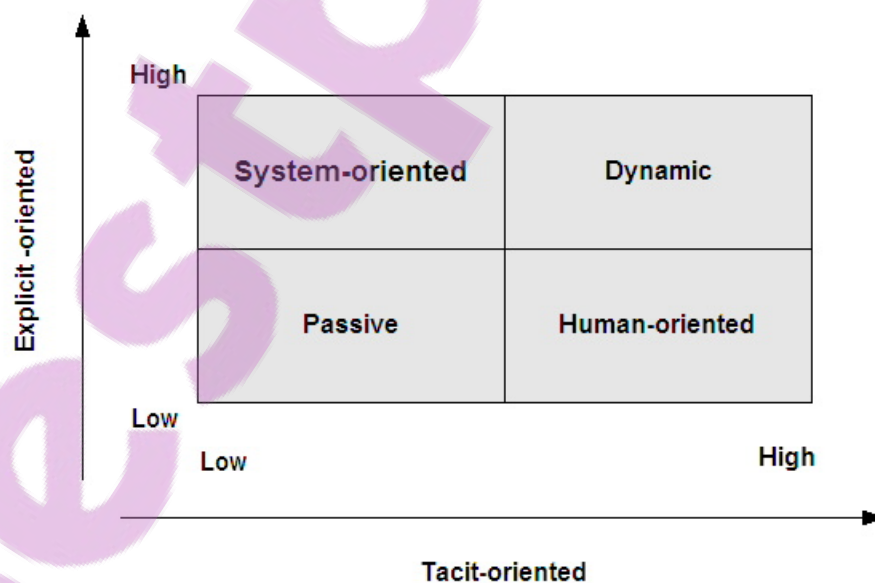 High
Explicit -oriented
System-oriented Dynamic
Passive Human-oriented
Low
Low High
Tacit-oriented